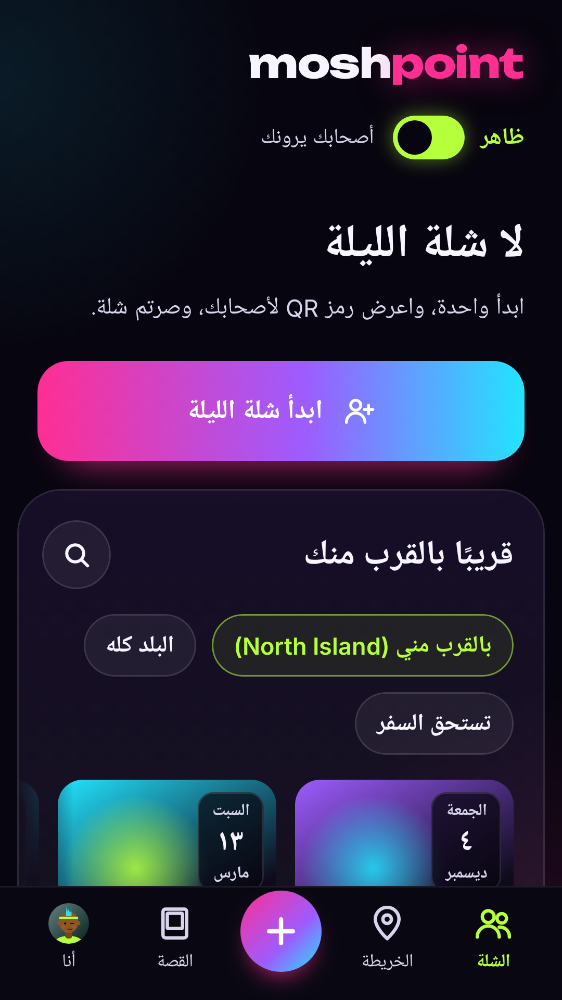 moshpoint
ظاهر
أصحابك يرونك
لا شلة الليلة
ابدأ واحدة، واعرض رمز QR لأصحابك، وصرتم شلة.
ابدأ شلة الليلة
قريبًا بالقرب منك
بالقرب مني (North Island)
البلد كله
تستحق السفر
الجمعة
٤
ديسمبر
السبت
١٣
مارس
الشلة
الخريطة
القصة
أنا